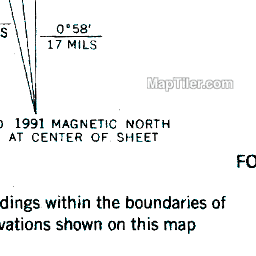 S
0°58'
17 MILS
MapTiler.com
1991 MAGNETIC NORTH
AT CENTER OF SHEET
FO
dings within the boundaries of
vations shown on this map